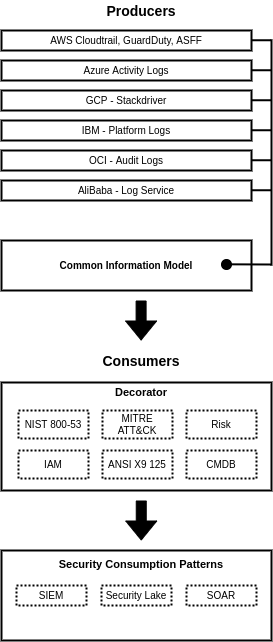 Producers
AWS Cloudtrail, GuardDuty, ASFF
Azure Activity Logs
GCP - Stackdriver
IBM - Platform Logs
OCI - Audit Logs
AliBaba - Log Service
Common Information Model
Consumers
Decorator
NIST 800-53
MITRE
ATT&CK
Risk
IAM
ANSI X9 125
CMDB
Security Consumption Patterns
SIEM
Security Lake
SOAR